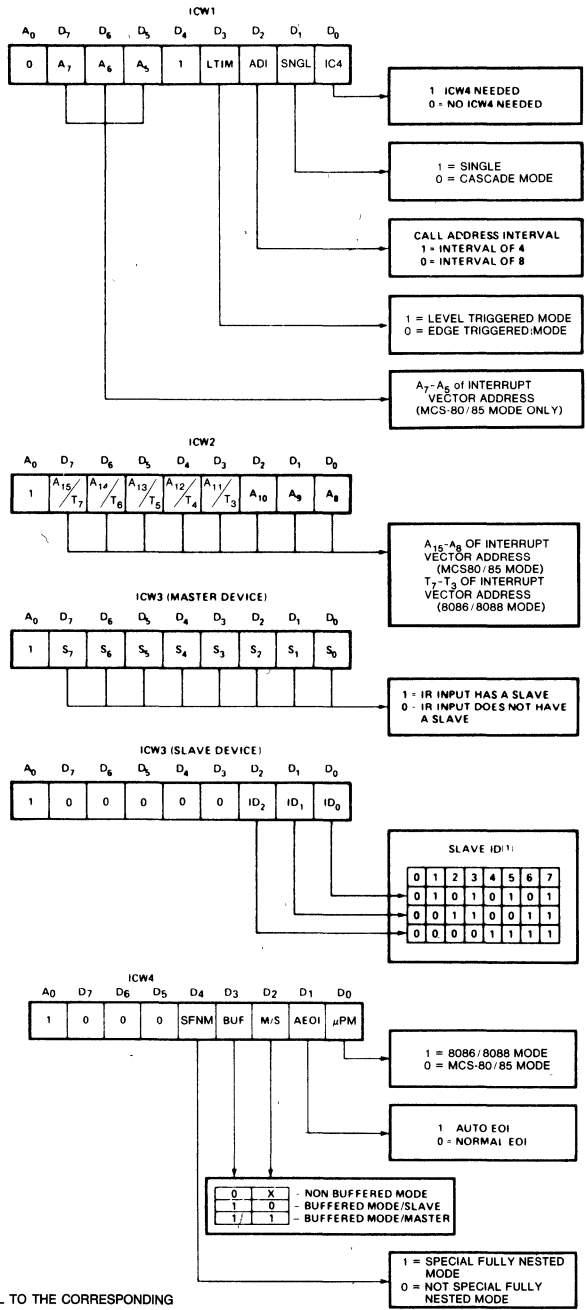 ICW1
A0 D7 D6 D5 D4 D3 D2 D1 D0
0 A7 A6 A5 1 LTIM ADI SNGL IC4
1 ICW4 NEEDED
0 = NO ICW4 NEEDED
1 = SINGLE
0 = CASCADE MODE
CALL ADDRESS INTERVAL
1 = INTERVAL OF 4
0 = INTERVAL OF 8
1 = LEVEL TRIGGERED MODE
0 = EDGE TRIGGERED MODE
A7-A5 of INTERRUPT
VECTOR ADDRESS
(MCS-80/85 MODE ONLY)
ICW2
A0 D7 D6 D5 D4 D3 D2 D1 D0
1 A15/T7 A14/T6 A13/T5 A12/T4 A11/T3 A10 A9 A8
A15-A8 OF INTERRUPT
VECTOR ADDRESS
(MCS80/85 MODE)
T7-T3 OF INTERRUPT
VECTOR ADDRESS
(8086/8088 MODE)
ICW3 (MASTER DEVICE)
A0 D7 D6 D5 D4 D3 D2 D1 D0
1 S7 S6 S5 S4 S3 S2 S1 S0
1 = IR INPUT HAS A SLAVE
0 - IR INPUT DOES NOT HAVE
A SLAVE
ICW3 (SLAVE DEVICE)
A0 D7 D6 D5 D4 D3 D2 D1 D0
1 0 0 0 0 0 ID2 ID1 ID0
SLAVE ID(1)
0 1 2 3 4 5 6 7
0 1 0 1 0 1 0 1
0 0 1 1 0 0 1 1
0 0 0 0 1 1 1 1
ICW4
A0 D7 D6 D5 D4 D3 D2 D1 D0
1 0 0 0 SFNM BUF M/S AEOI µPM
1 = 8086/8088 MODE
0 = MCS-80/85 MODE
1 AUTO EOI
0 = NORMAL EOI
0 X - NON BUFFERED MODE
1 0 - BUFFERED MODE/SLAVE
1 1 - BUFFERED MODE/MASTER
1 = SPECIAL FULLY NESTED
MODE
0 = NOT SPECIAL FULLY
NESTED MODE
TO THE CORRESPONDING